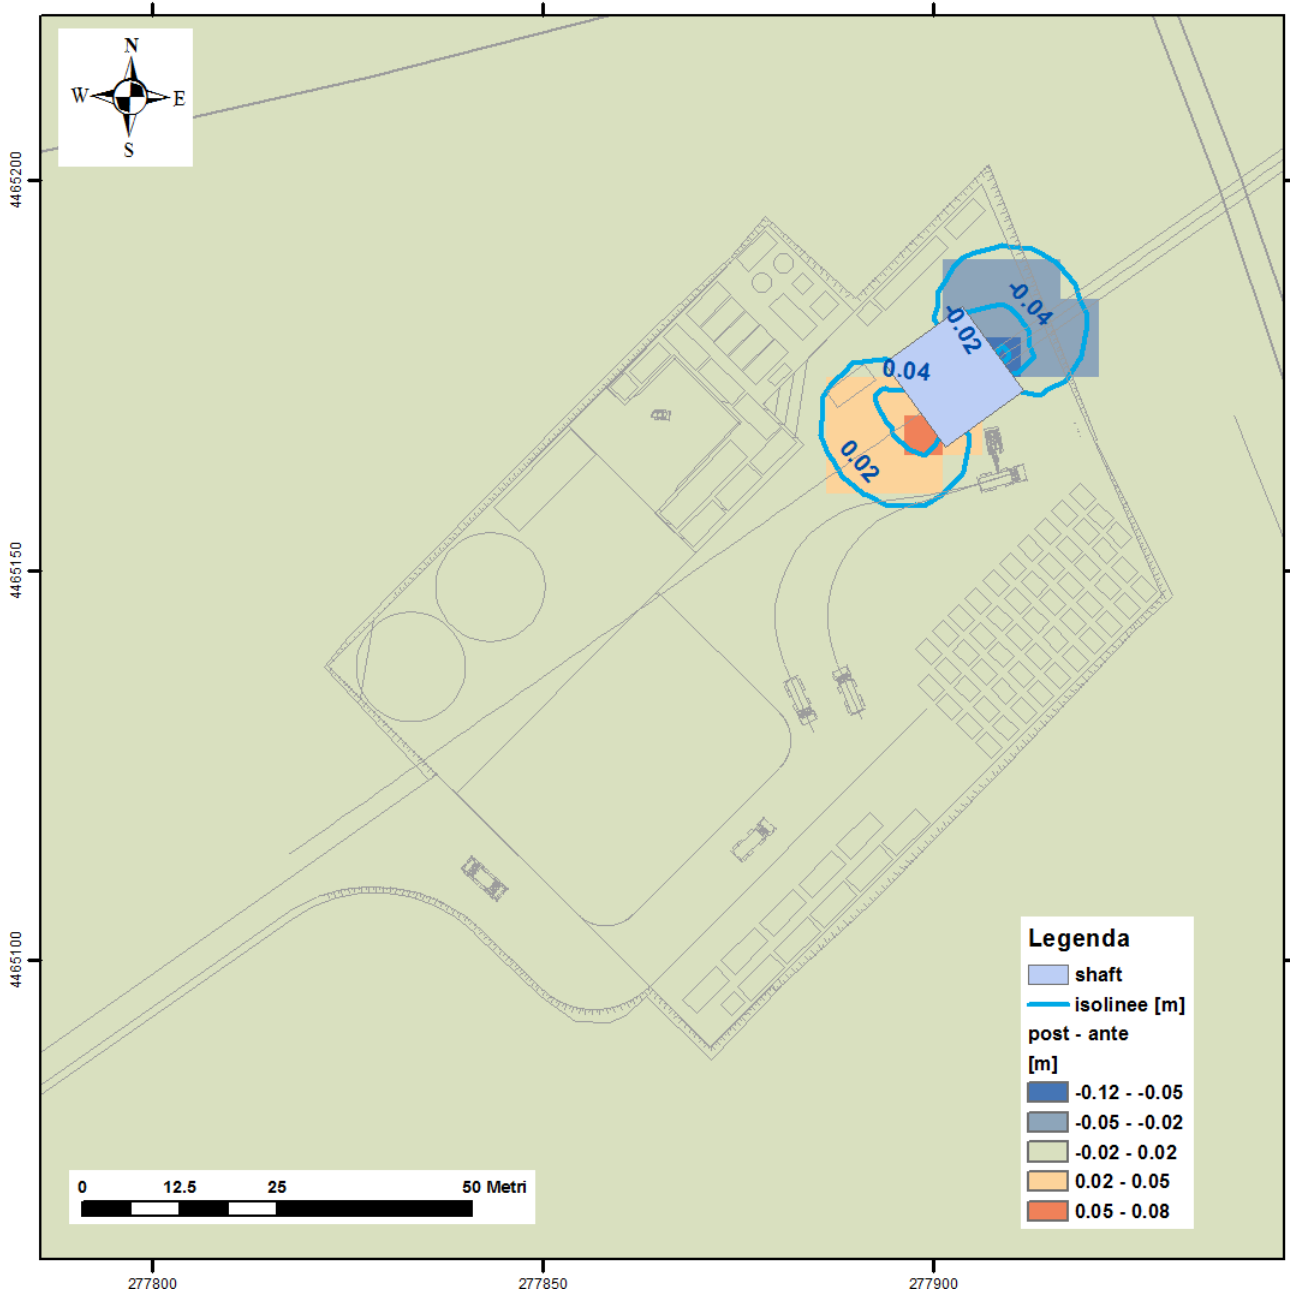 N
W E
S
4465200
4465150
4465100
-0.04
-0.02
0.04
0.02
Legenda
shaft
isolinee [m]
post - ante
[m]
-0.12 - -0.05
-0.05 - -0.02
-0.02 - 0.02
0.02 - 0.05
0.05 - 0.08
0 12.5 25 50 Metri
277800 277850 277900